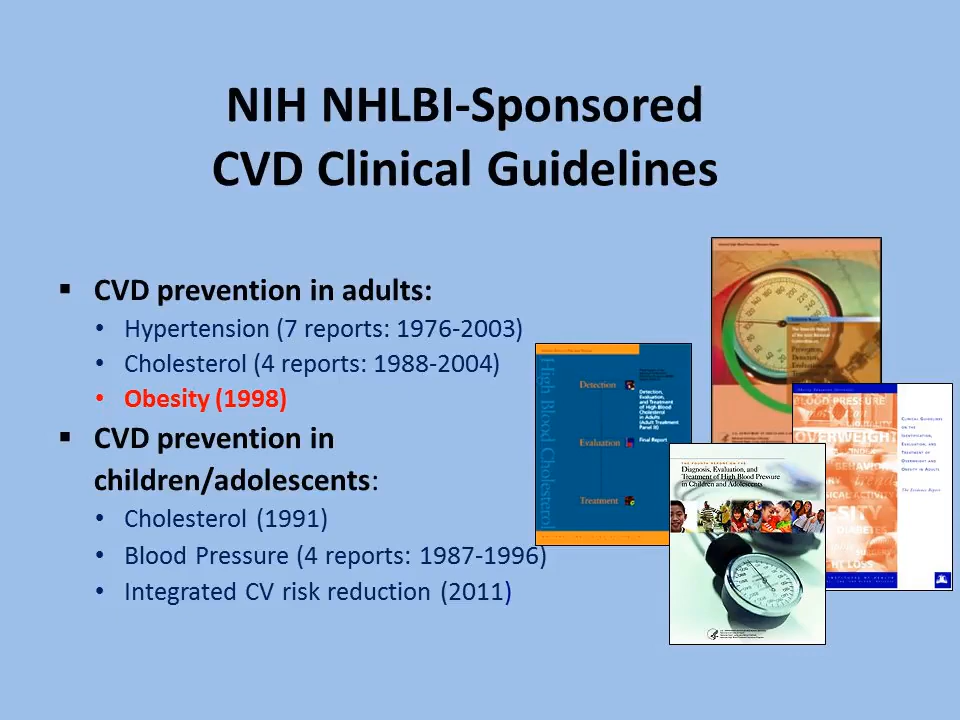 NIH NHLBI-Sponsored
CVD Clinical Guidelines
▪ CVD prevention in adults:
• Hypertension (7 reports: 1976-2003)
• Cholesterol (4 reports: 1988-2004)
• Obesity (1998)
▪ CVD prevention in
children/adolescents:
• Cholesterol (1991)
• Blood Pressure (4 reports: 1987-1996)
• Integrated CV risk reduction (2011)
High Blood Cholesterol
Detection
Evaluation
Treatment
Detection,
Evaluation,
and Treatment
of High Blood
Cholesterol
in Adults
(Adult Treatment
Panel III)
Final Report
THE FOURTH REPORT ON THE
Diagnosis, Evaluation, and
Treatment of High Blood Pressure
in Children and Adolescents
BLOOD PRESSURE
OVERWEIGHT
BEHAVIOR
ACTIVITY
DIABETES
CLINICAL GUIDELINES
ON THE
IDENTIFICATION,
EVALUATION, AND
TREATMENT OF
OVERWEIGHT AND
OBESITY IN ADULTS
The Evidence Report